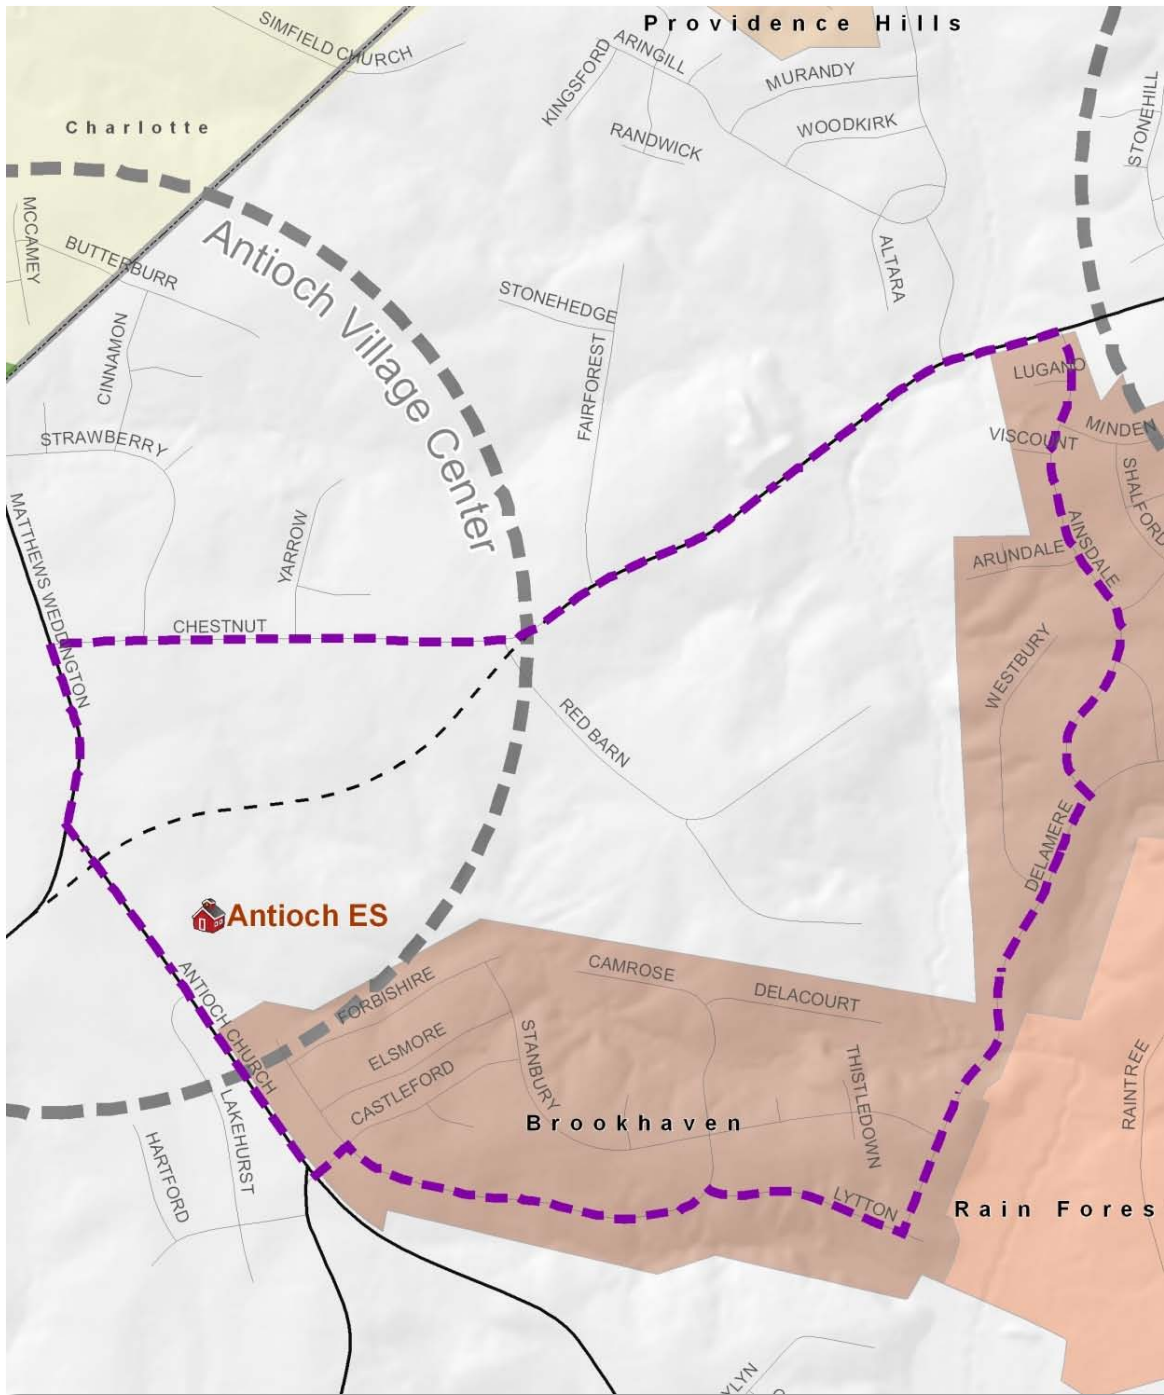 Providence Hills
SIMFIELD CHURCH
ARINGILL
KINGSFORD
MURANDY
STONEHILL
Charlotte
WOODKIRK
RANDWICK
MCCAMEY
BUTTERBURR
Antioch Village Center
ALTARA
STONEHEDGE
CINNAMON
FAIRFOREST
LUGANO
MINDEN
STRAWBERRY
VISCOUNT
SHALFORD
MATTHEWS WEDDINGTON
YARROW
AINSDALE
ARUNDALE
CHESTNUT
WESTBURY
RED BARN
DELAMERE
Antioch ES
CAMROSE
DELACOURT
FORBISHIRE
ANTIOCH CHURCH
ELSMORE
STANBURY
CASTLEFORD
THISTLEDOWN
RAINTREE
Brookhaven
LAKEHURST
HARTFORD
LYTTON
Rain Fores
YLYN